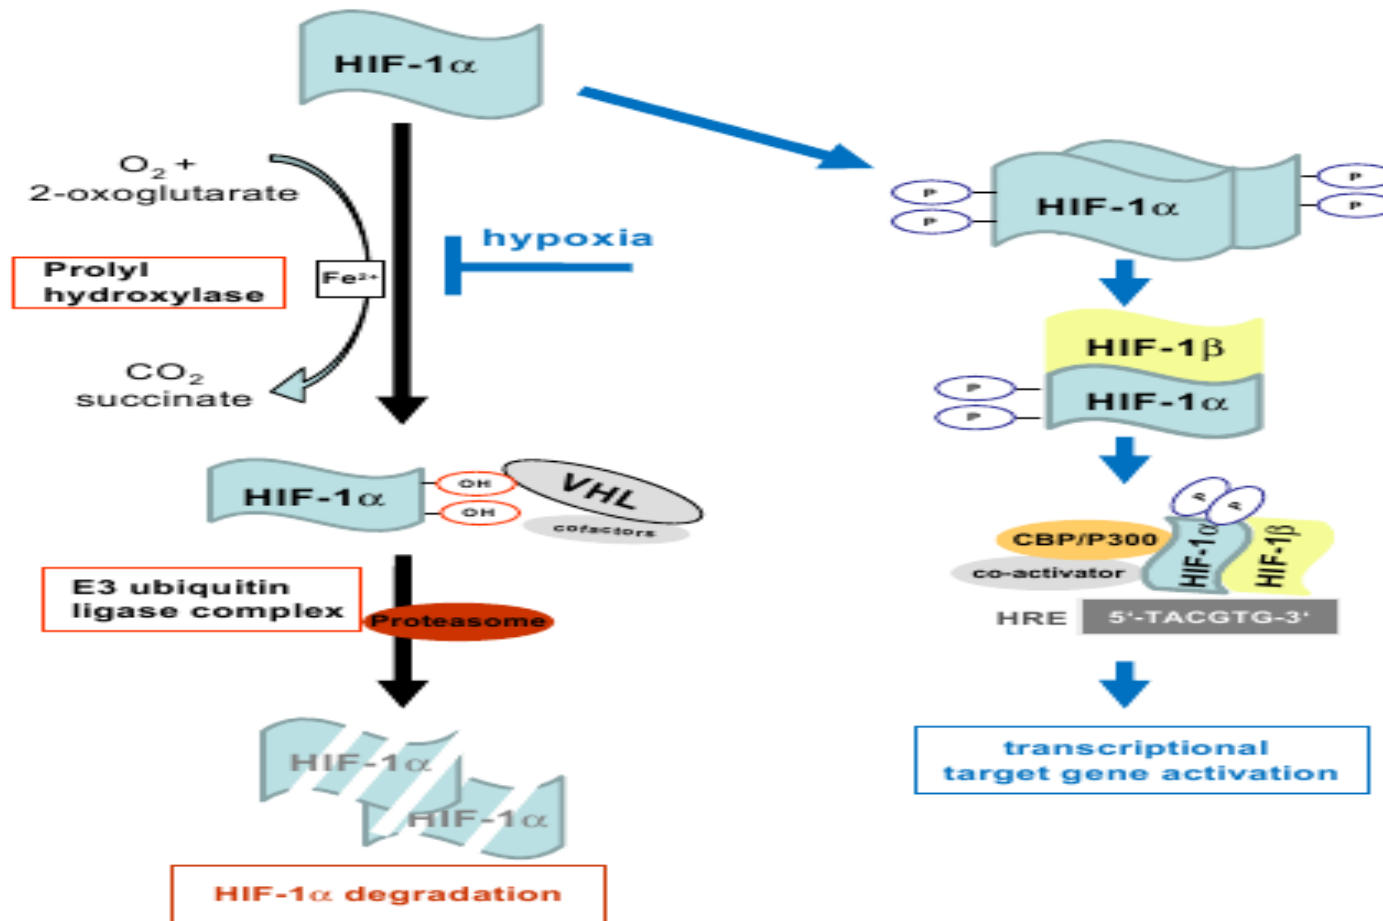 HIF-1α
O₂ +
2-oxoglutarate
Prolyl
hydroxylase
Fe²⁺
CO₂
succinate
hypoxia
HIF-1α
OH
OH
VHL
cofactors
E3 ubiquitin
ligase complex
Proteasome
HIF-1α
HIF-1α
HIF-1α degradation
P
P
HIF-1α
P
P
HIF-1β
P
P
HIF-1α
P
P
CBP/P300
co-activator
HIF-1α
HIF-1β
HRE
5‘-TACGTG-3‘
transcriptional
target gene activation